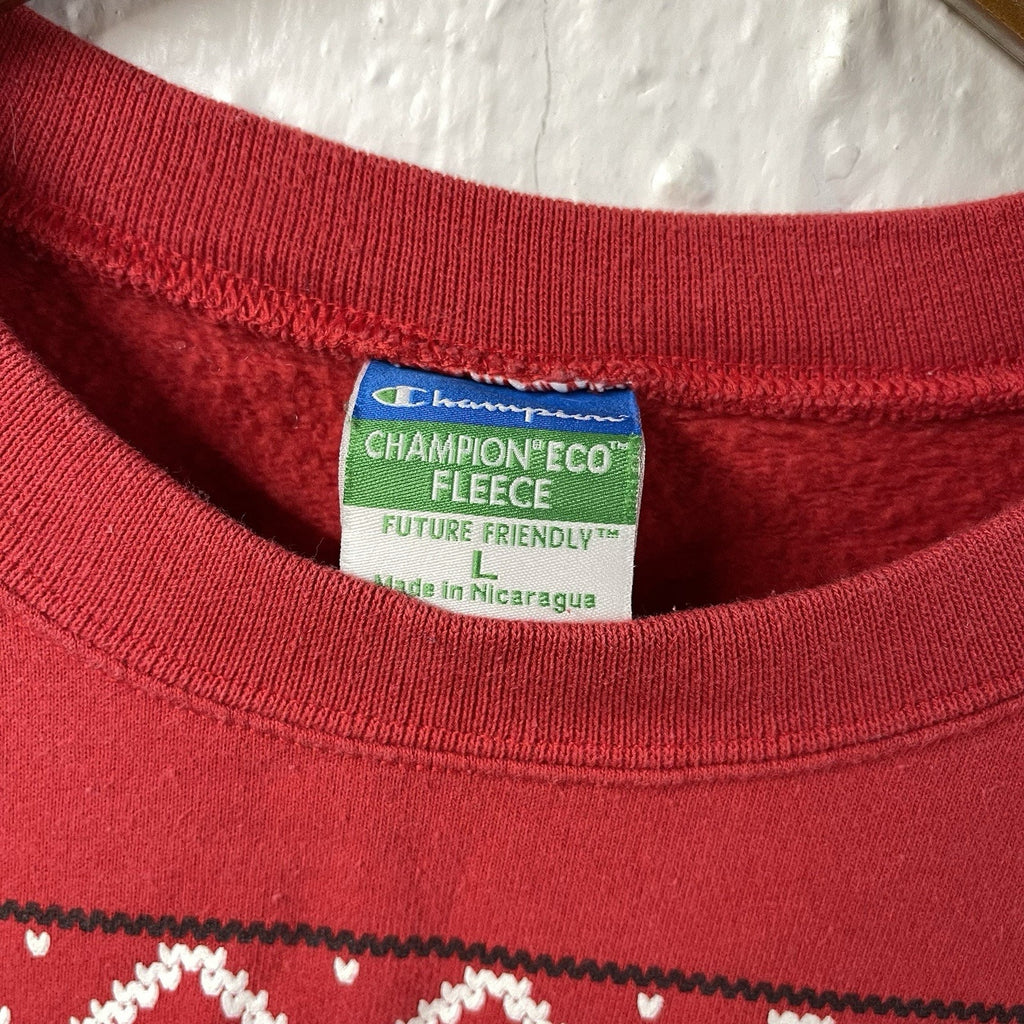 Champion
CHAMPION® ECO™
FLEECE
FUTURE FRIENDLY™
L
Made in Nicaragua